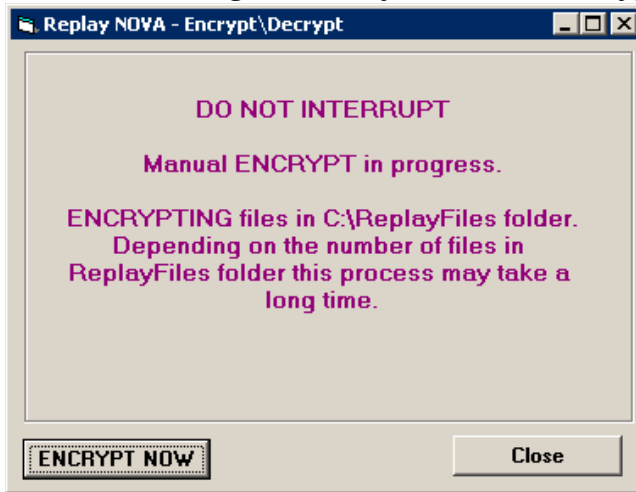 Replay NOVA - Encrypt\Decrypt
DO NOT INTERRUPT
Manual ENCRYPT in progress.
ENCRYPTING files in C:\ReplayFiles folder.
Depending on the number of files in
ReplayFiles folder this process may take a
long time.
ENCRYPT NOW
Close